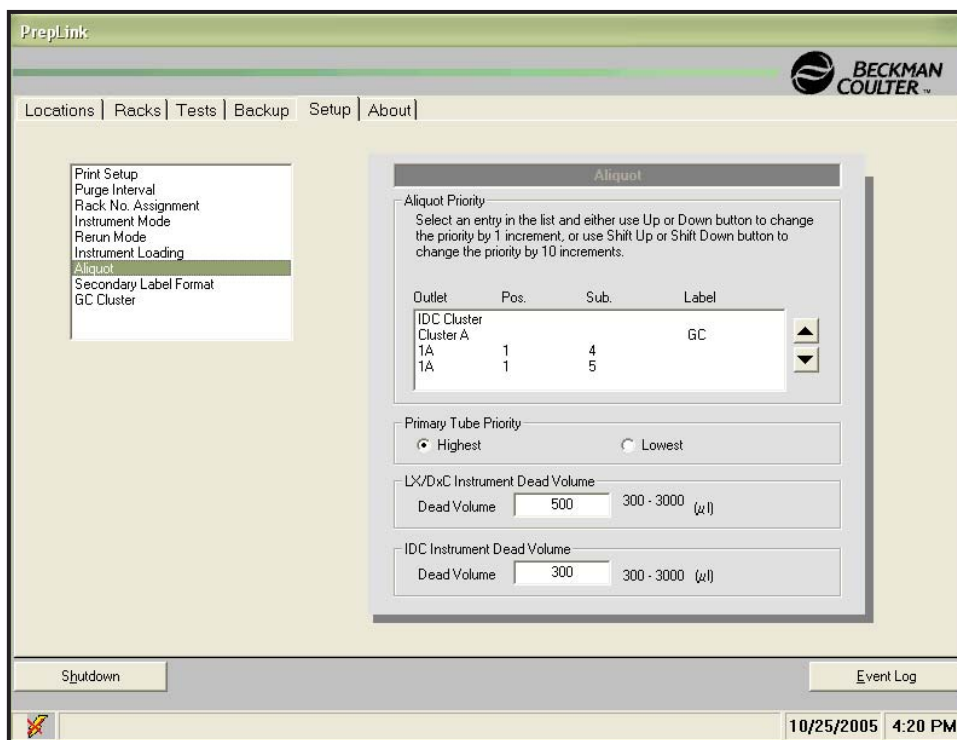 PrepLink
BECKMAN
COULTER ™
Locations Racks Tests Backup Setup About
Print Setup
Purge Interval
Rack No. Assignment
Instrument Mode
Rerun Mode
Instrument Loading
Aliquot
Secondary Label Format
GC Cluster
Aliquot
Aliquot Priority
Select an entry in the list and either use Up or Down button to change
the priority by 1 increment, or use Shift Up or Shift Down button to
change the priority by 10 increments.
Outlet Pos. Sub. Label
IDC Cluster
Cluster A GC
1A 1 4
1A 1 5
Primary Tube Priority
Highest Lowest
LX/DxC Instrument Dead Volume
Dead Volume 500 300 - 3000 (μl)
IDC Instrument Dead Volume
Dead Volume 300 300 - 3000 (μl)
Shutdown Event Log
10/25/2005 4:20 PM